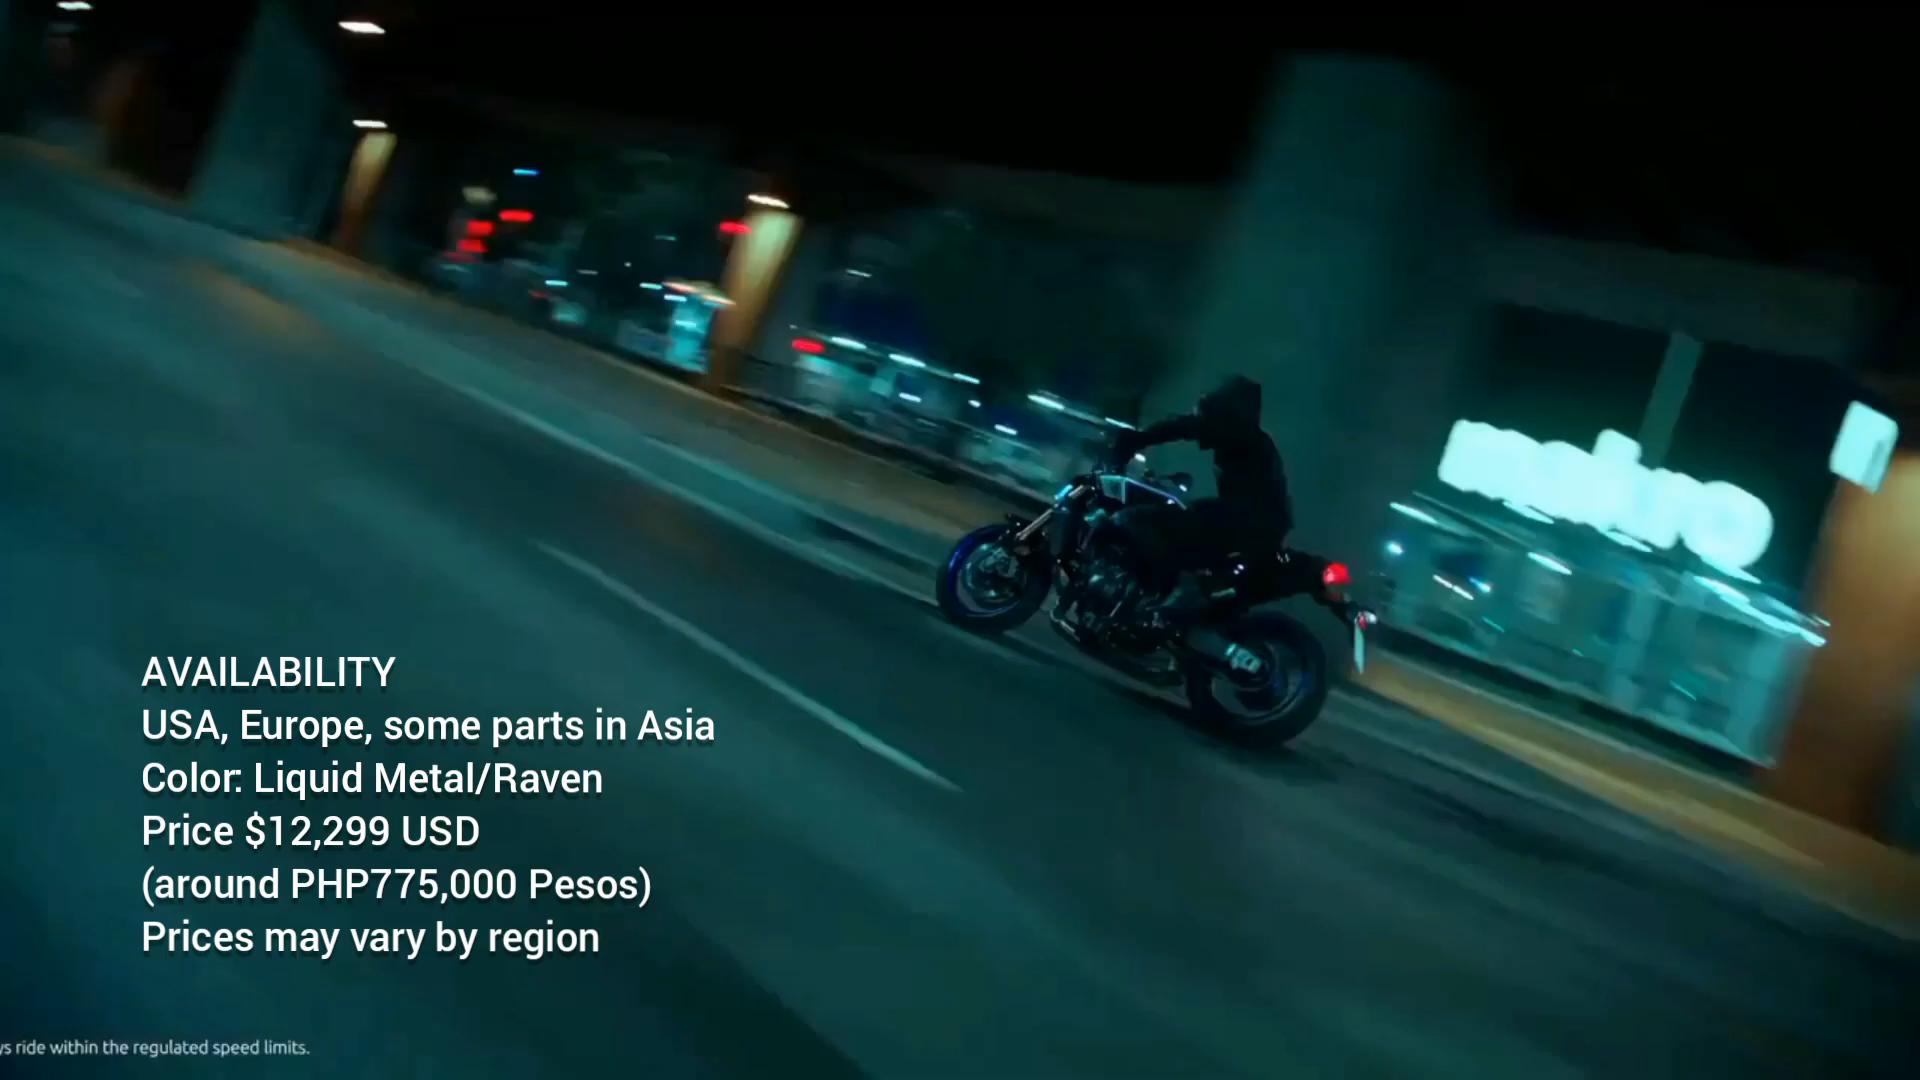 AVAILABILITY
USA, Europe, some parts in Asia
Color: Liquid Metal/Raven
Price $12,299 USD
(around PHP775,000 Pesos)
Prices may vary by region
ride within the regulated speed limits.